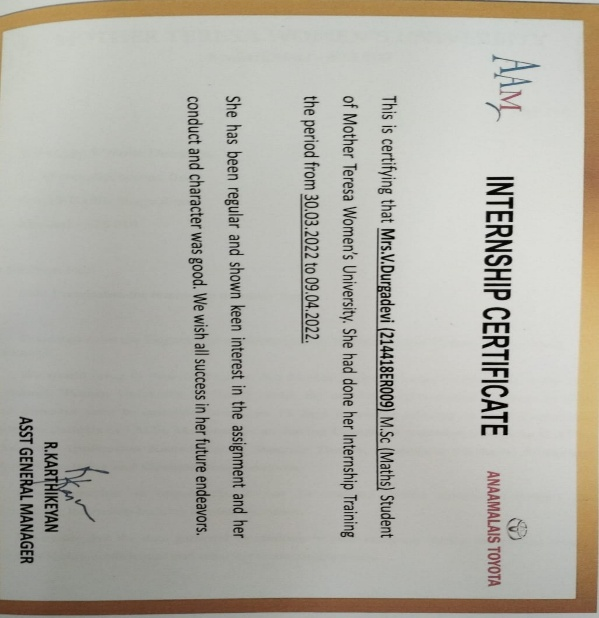 AAM
INTERNSHIP CERTIFICATE
ANAAMALAIS TOYOTA
This is certifying that Mrs.V.Durgadevi (214418ER009) M.Sc (Maths) Student
of Mother Teresa Women's University. She had done her Internship Training
the period from 30.03.2022 to 09.04.2022.
She has been regular and shown keen interest in the assignment and her
conduct and character was good. We wish all success in her future endeavors.
R.KARTHIKEYAN
ASST GENERAL MANAGER